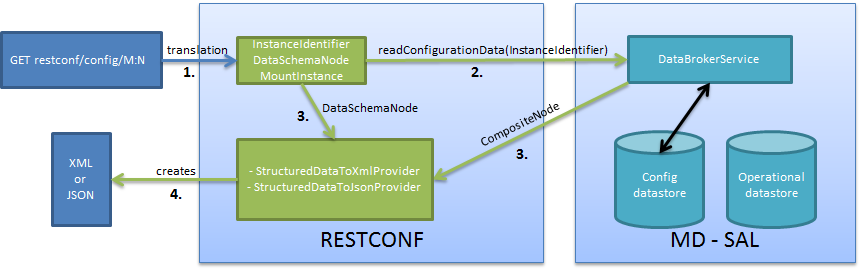 GET restconf/config/M:N
translation
1.
InstanceIdentifier
DataSchemaNode
MountInstance
readConfigurationData(InstanceIdentifier)
2.
DataBrokerService
3.
DataSchemaNode
CompositeNode
3.
XML
or
JSON
creates
4.
- StructuredDataToXmlProvider
- StructuredDataToJsonProvider
Config
datastore
Operational
datastore
RESTCONF
MD - SAL